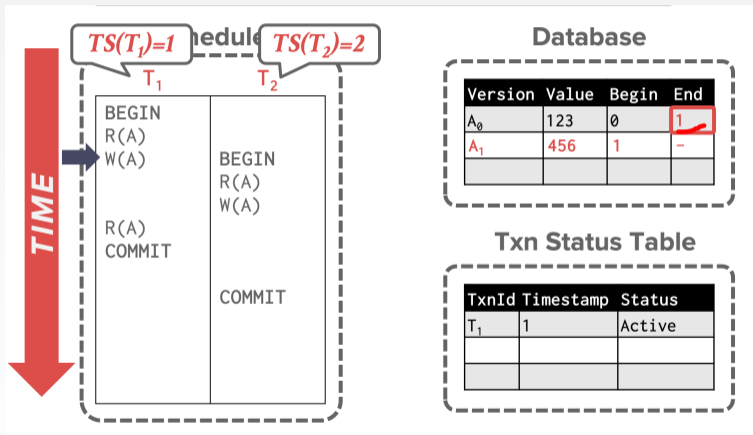 TS(T₁)=1 hedule TS(T₂)=2
T₁ T₂
TIME
BEGIN
R(A)
W(A)
R(A)
COMMIT
BEGIN
R(A)
W(A)
COMMIT
Database
Version Value Begin End
A₀ 123 0 1
A₁ 456 1 -
Txn Status Table
TxnId Timestamp Status
T₁ 1 Active